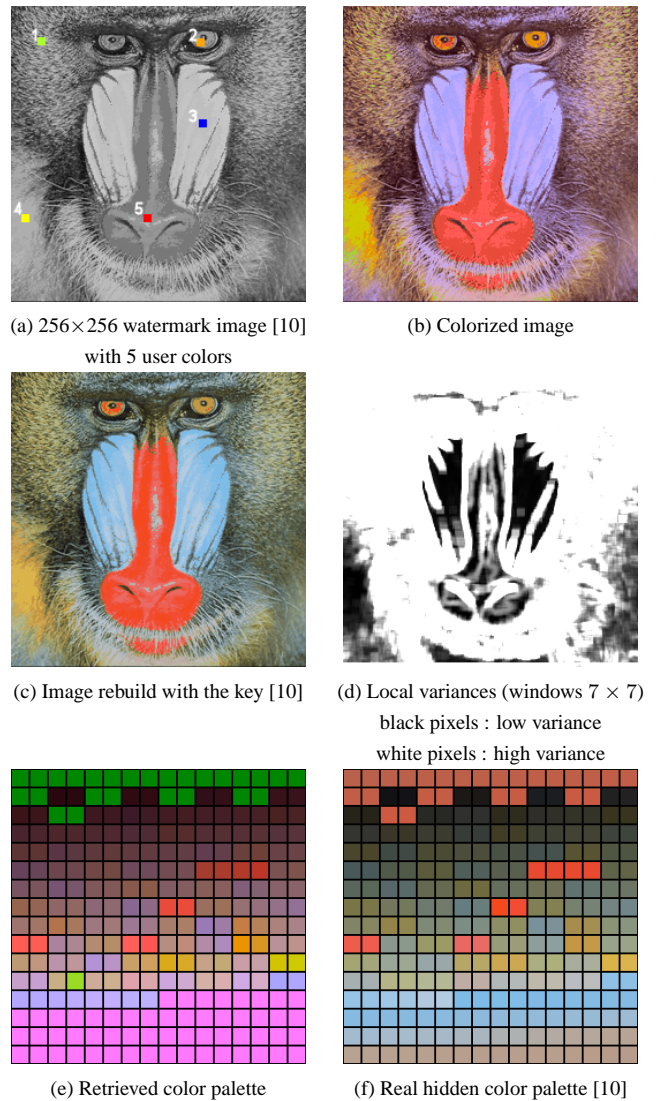 1
2
3
4
5
(a) 256×256 watermark image [10]
with 5 user colors
(b) Colorized image
(c) Image rebuild with the key [10]
(d) Local variances (windows 7 × 7)
black pixels : low variance
white pixels : high variance
(e) Retrieved color palette
(f) Real hidden color palette [10]